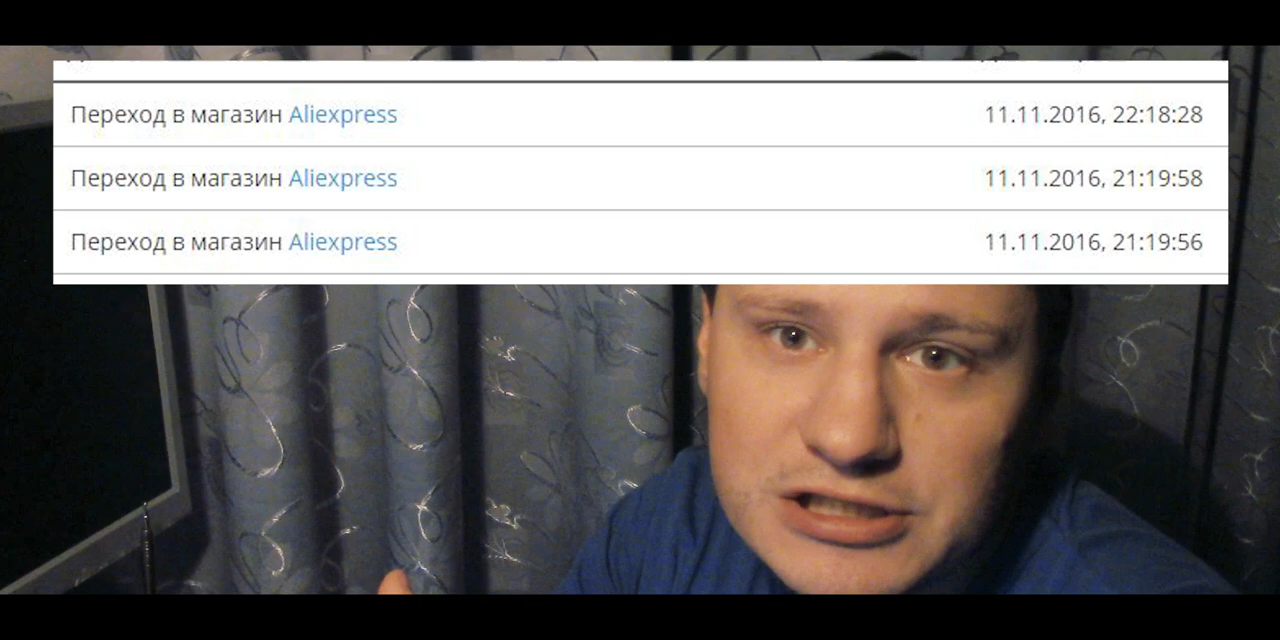 Переход в магазин Aliexpress 11.11.2016, 22:18:28
Переход в магазин Aliexpress 11.11.2016, 21:19:58
Переход в магазин Aliexpress 11.11.2016, 21:19:56